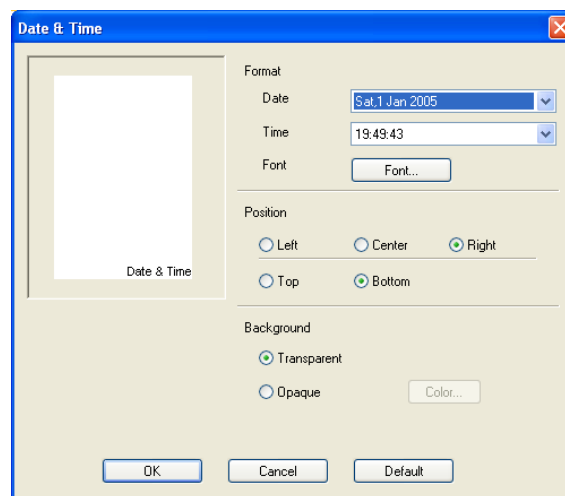 Date & Time
Format
Date Sat,1 Jan 2005
Time 19:49:43
Font Font...
Position
Left Center Right
Top Bottom
Date & Time
Background
Transparent
Opaque Color...
OK Cancel Default